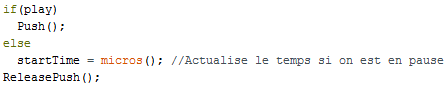 if(play)
  Push();
else
  startTime = micros(); //Actualise le temps si on est en pause
ReleasePush();